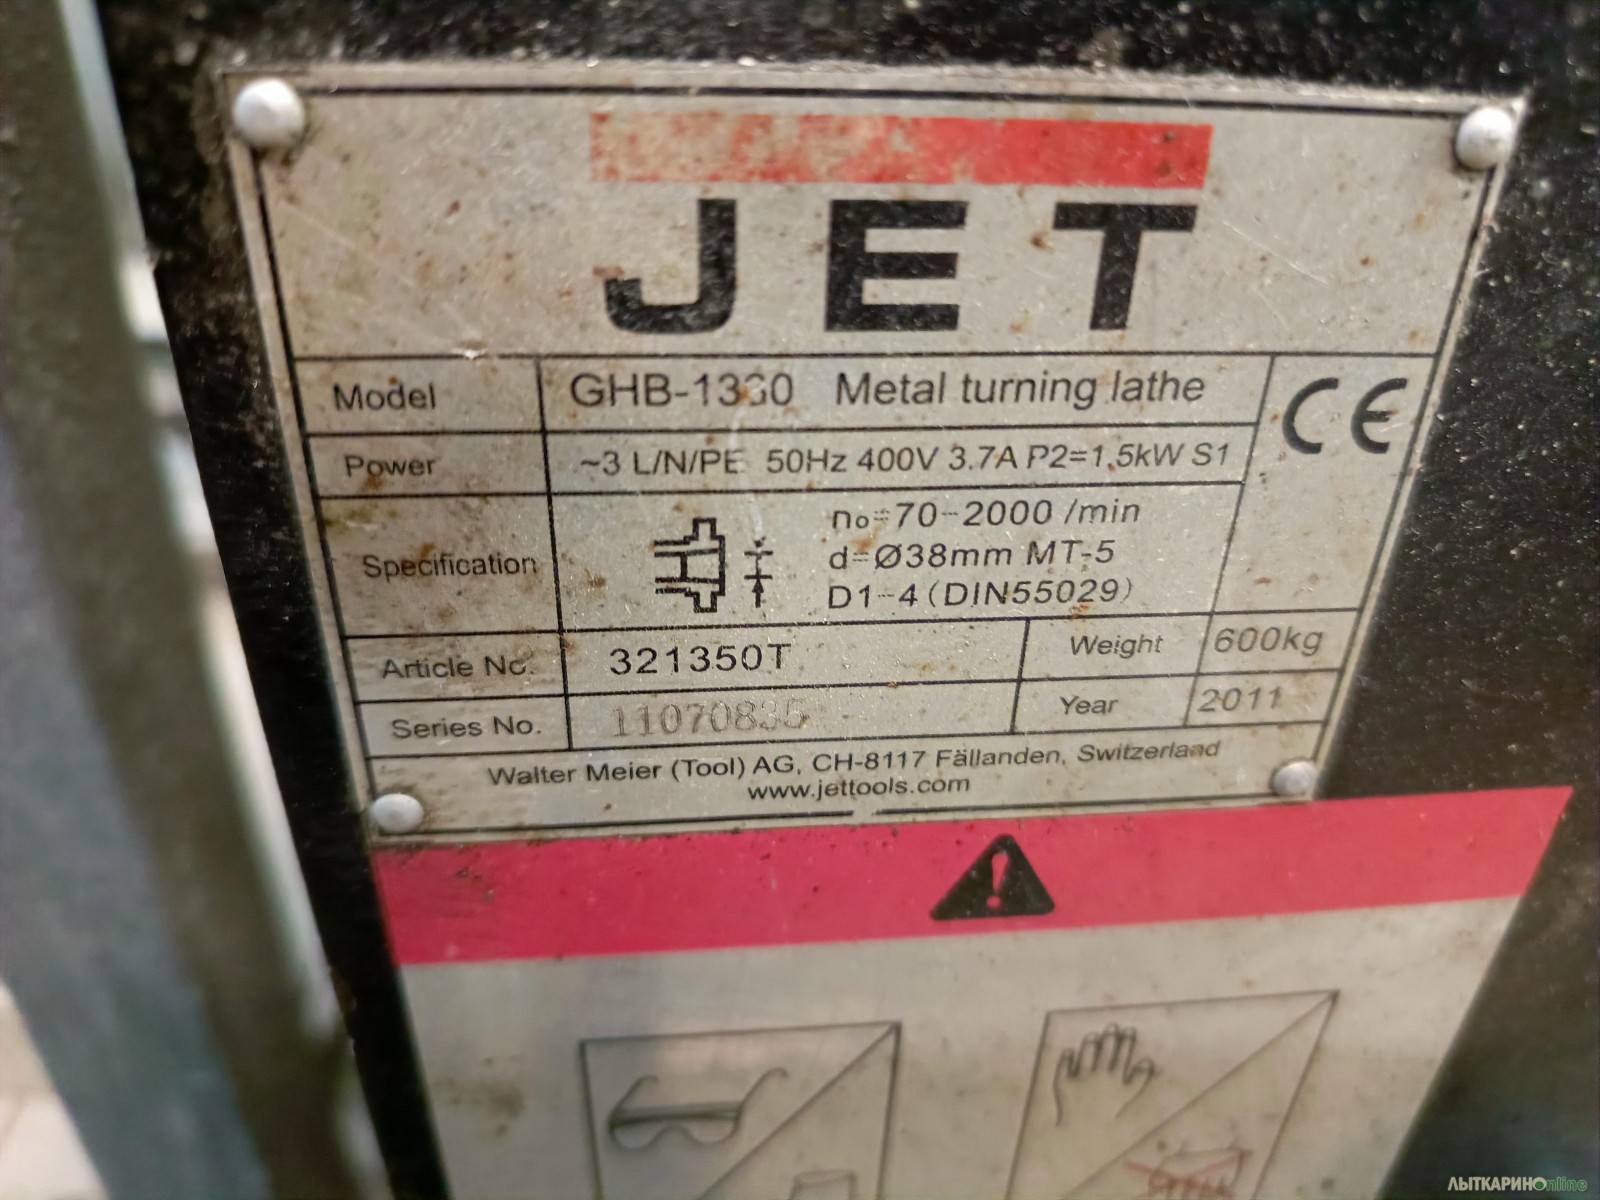 JET
Model GHB-1330 Metal turning lathe
CE
Power ~3 L/N/PE 50Hz 400V 3.7A P2=1,5kW S1
Specification
n₀=70-2000 /min
d=Ø38mm MT-5
D1-4 (DIN55029)
Article No. 321350T Weight 600kg
Series No. 11070835 Year 2011
Walter Meier (Tool) AG, CH-8117 Fällanden, Switzerland
www.jettools.com
ЛЫТКАРИНОonline